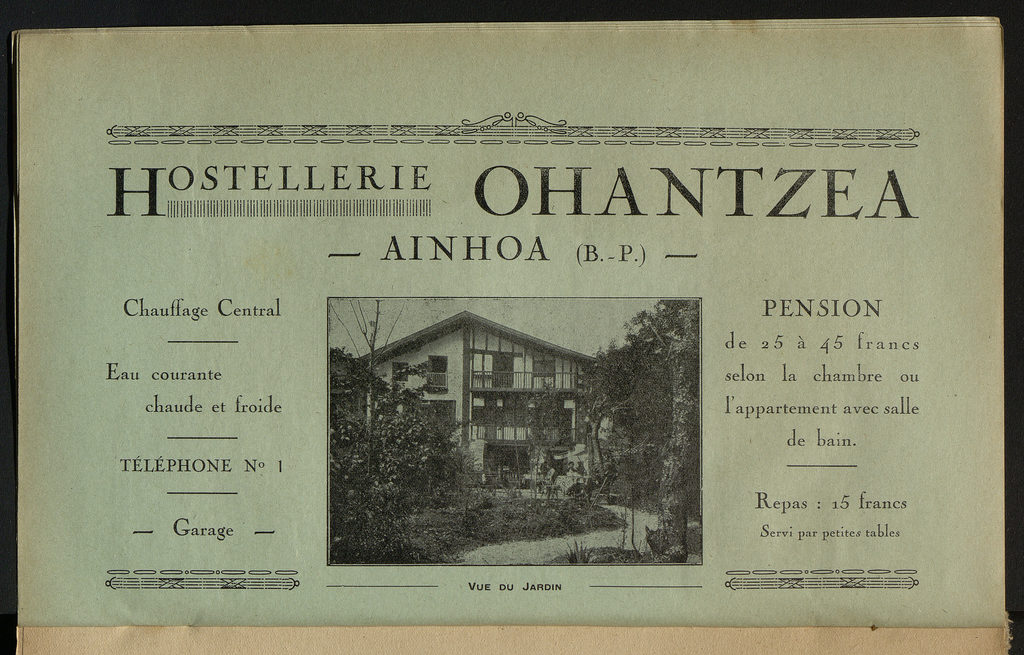 HOSTELLERIE OHANTZEA
— AINHOA (B.-P.) —
Chauffage Central
Eau courante
chaude et froide
TÉLÉPHONE Nº 1
— Garage —
VUE DU JARDIN
PENSION
de 25 à 45 francs
selon la chambre ou
l'appartement avec salle
de bain.
Repas : 15 francs
Servi par petites tables